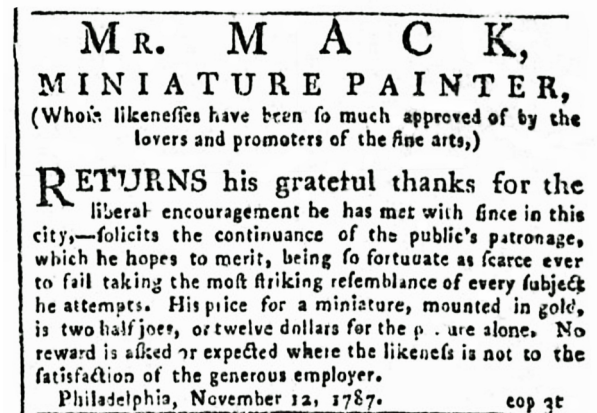 MR. MACK,
MINIATURE PAINTER,
(Whoſe likeneſſes have been ſo much approved of by the
lovers and promoters of the fine arts,)
RETURNS his grateful thanks for the
liberal encouragement he has met with ſince in this
city,—ſolicits the continuance of the public's patronage,
which he hopes to merit, being ſo fortuuate as ſcarce ever
to fail taking the moſt ſtriking reſemblance of every ſubject
he attempts. His price for a miniature, mounted in gold,
is two half joes, or twelve dollars for the alone. No
reward is aſked or expected where the likeneſs is not to the
ſatisfaction of the generous employer.
Philadelphia, November 12, 1787. eop 3t